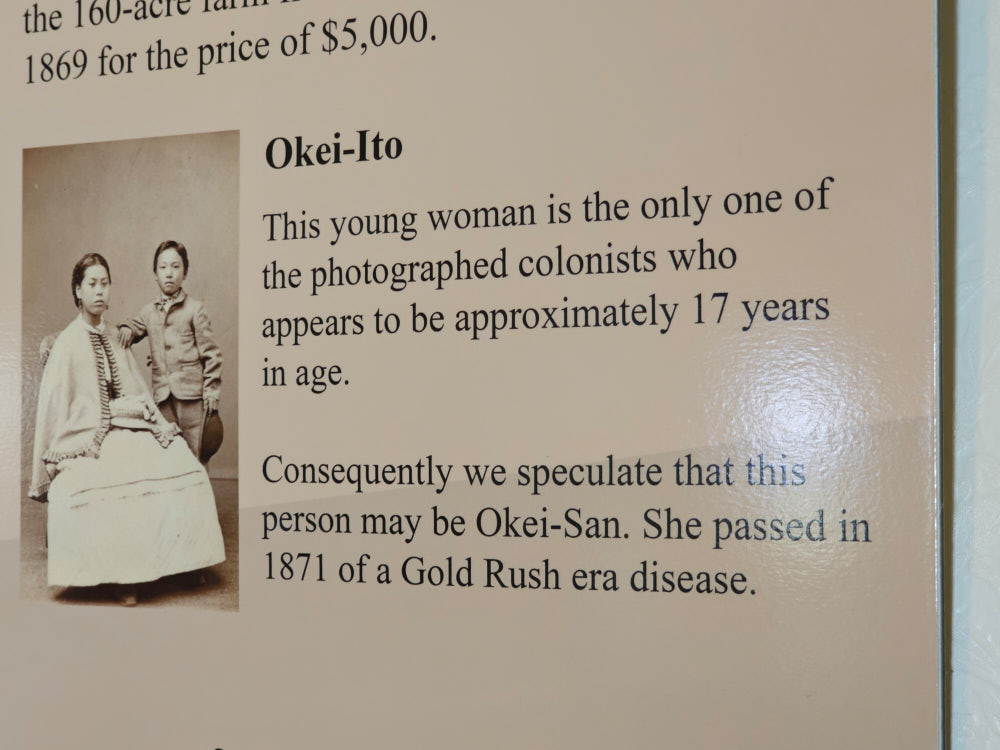 the 160-acre farm
1869 for the price of $5,000.
Okei-Ito
This young woman is the only one of
the photographed colonists who
appears to be approximately 17 years
in age.
Consequently we speculate that this
person may be Okei-San. She passed in
1871 of a Gold Rush era disease.